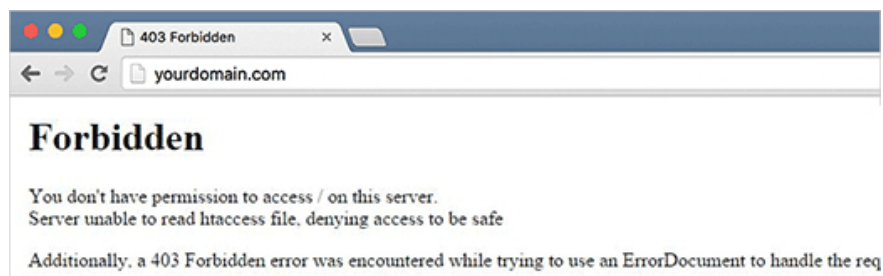 403 Forbidden
yourdomain.com
Forbidden
You don't have permission to access / on this server.
Server unable to read htaccess file, denying access to be safe
Additionally, a 403 Forbidden error was encountered while trying to use an ErrorDocument to handle the req